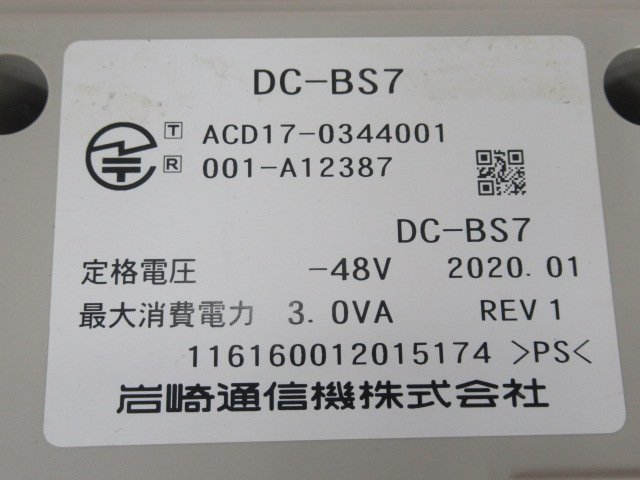 DC-BS7
T ACD17-0344001
R 001-A12387
DC-BS7
定格電圧 -48V 2020.01
最大消費電力 3.0VA REV 1
116160012015174 >PS<
岩崎通信機株式会社